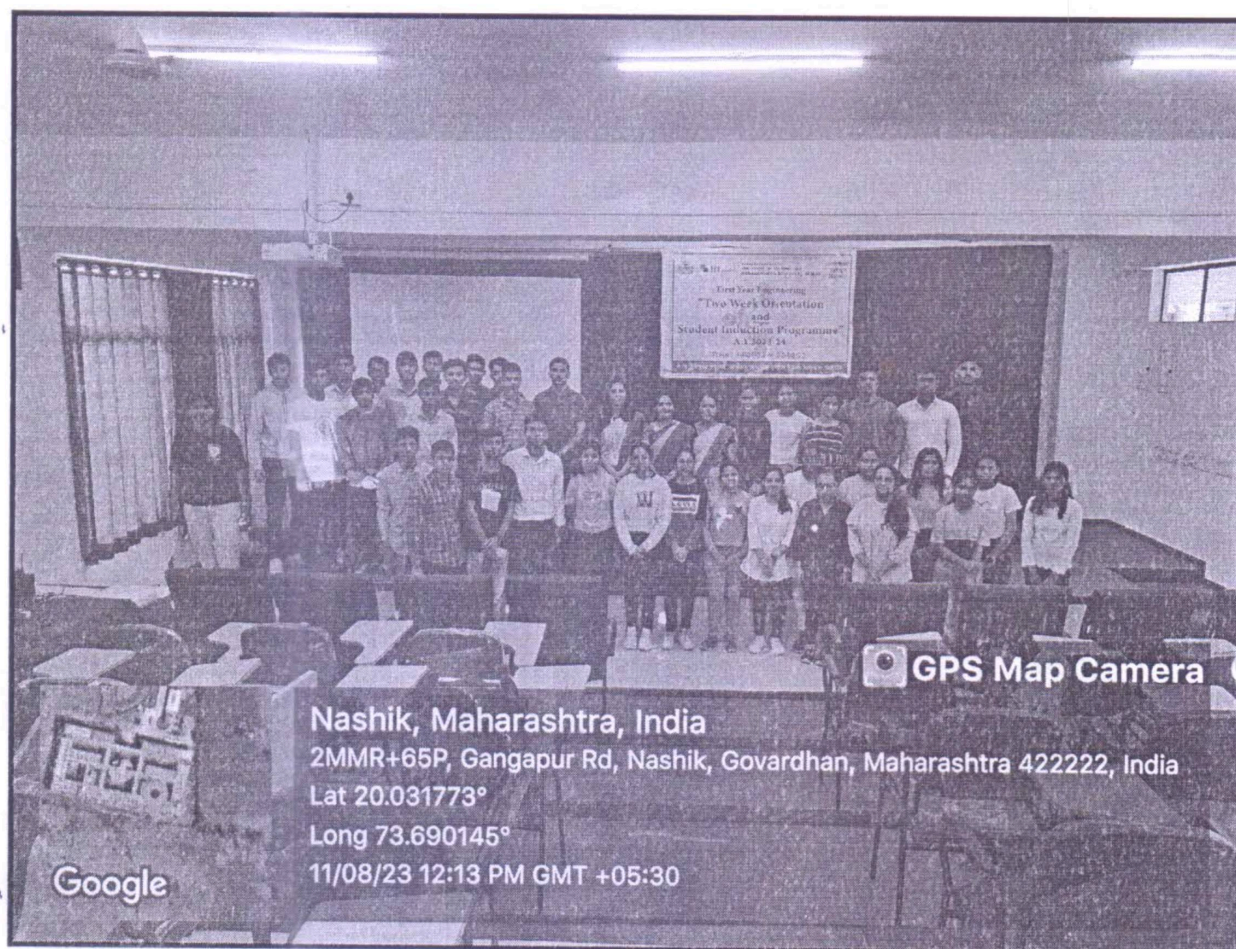 First Year Engineering
"Two Week Orientation
and
Student Induction Programme"
GPS Map Camera
Nashik, Maharashtra, India
2MMR+65P, Gangapur Rd, Nashik, Govardhan, Maharashtra 422222, India
Lat 20.031773°
Long 73.690145°
11/08/23 12:13 PM GMT +05:30
Google